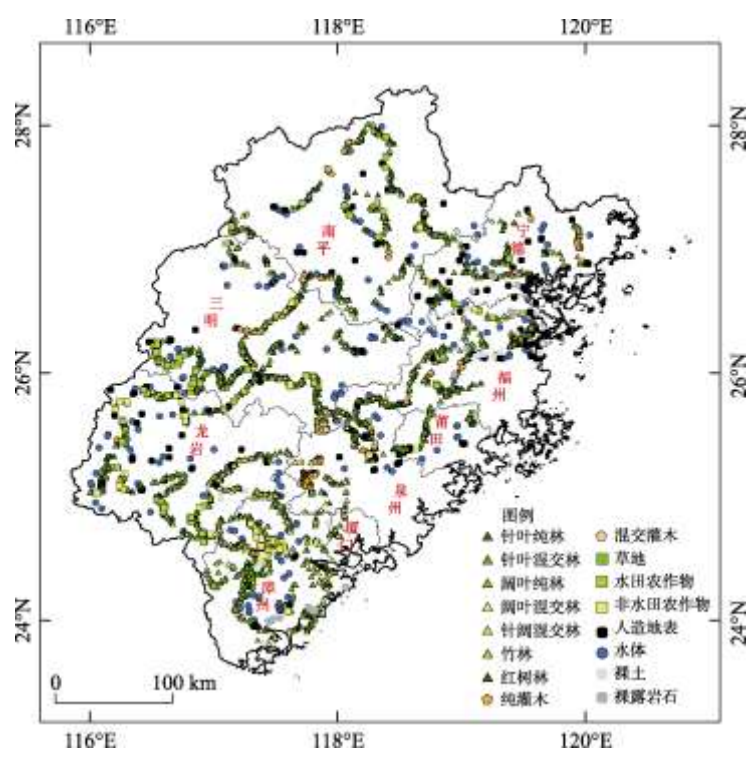 116°E 118°E 120°E
28°N 28°N
南平
宁德
三明
26°N 26°N
福州
莆田
龙岩
泉州
厦门
漳州
图例
针叶纯林
针叶混交林
阔叶纯林
阔叶混交林
针阔混交林
竹林
红树林
纯灌木
混交灌木
草地
水田农作物
非水田农作物
人造地表
水体
裸土
裸露岩石
24°N 24°N
0 100 km
116°E 118°E 120°E